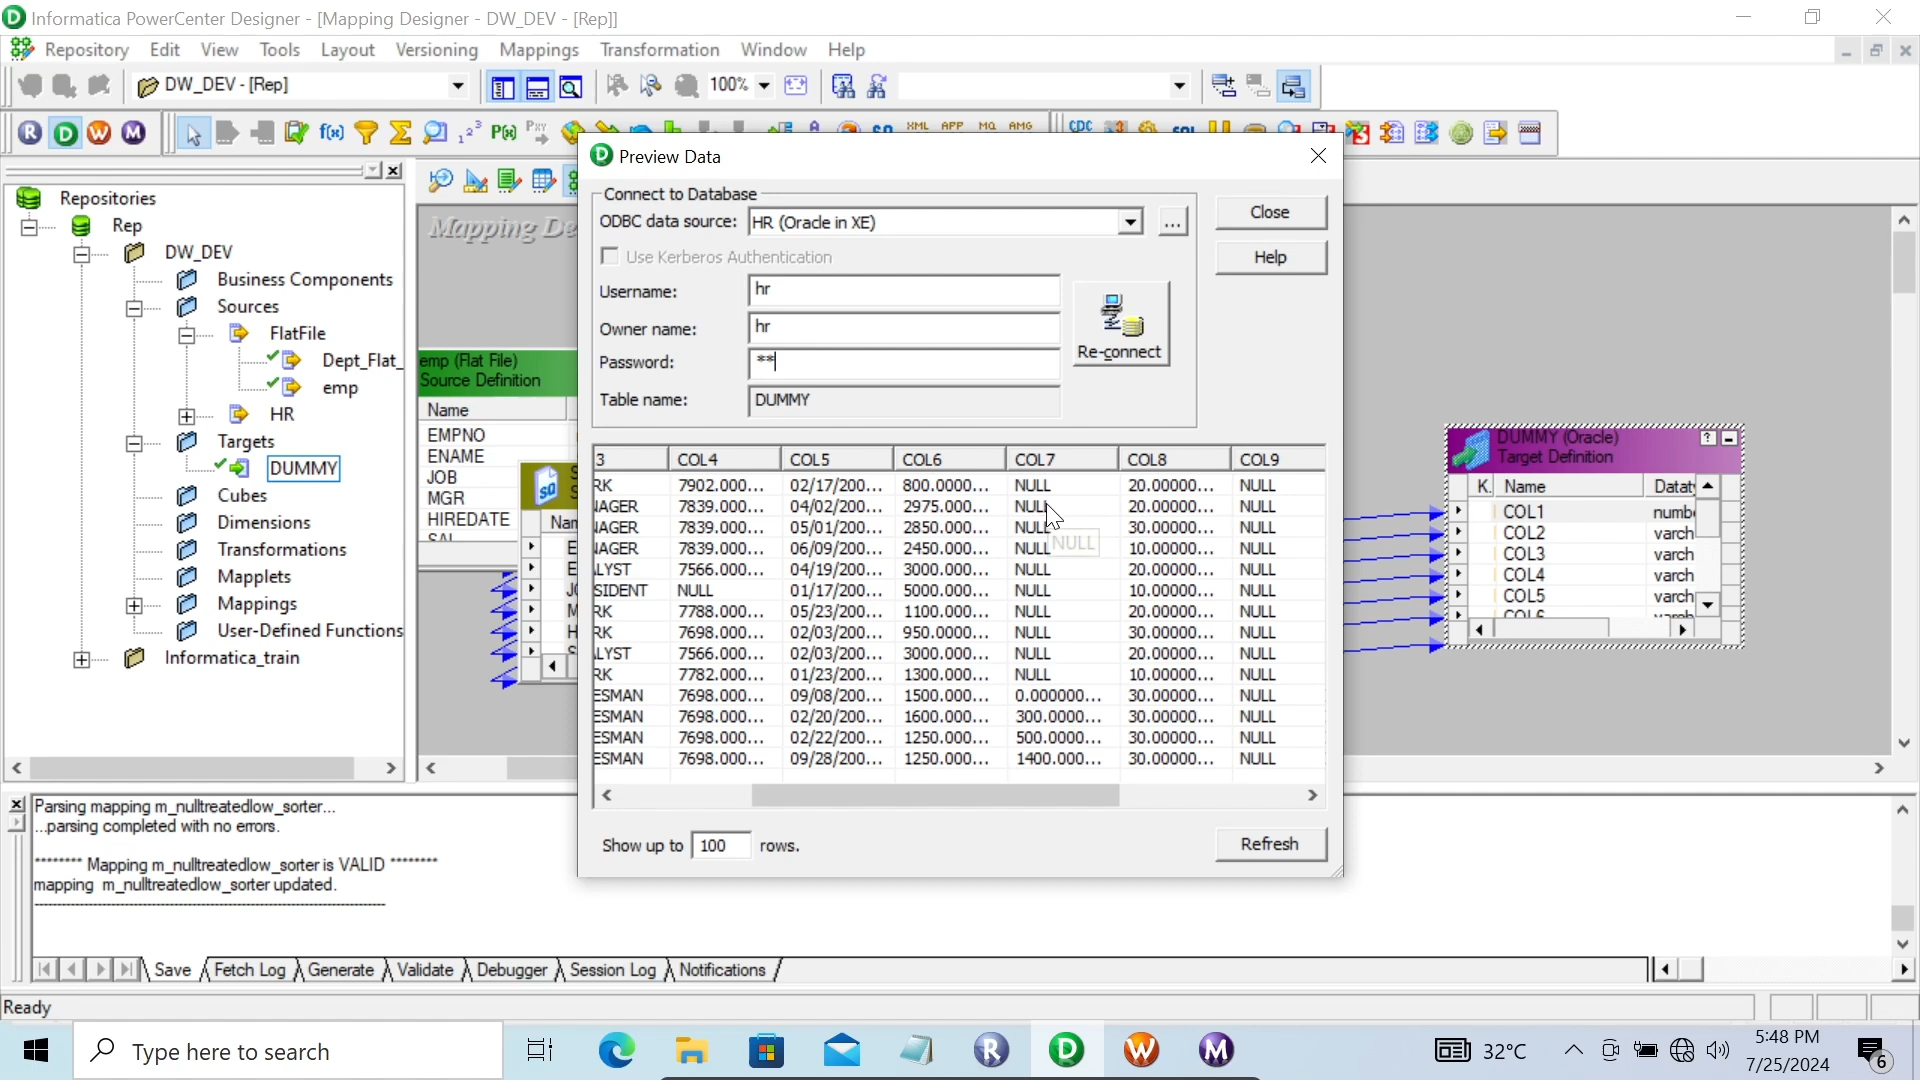 Informatica PowerCenter Designer - [Mapping Designer - DW_DEV - [Rep]]
Repository Edit View Tools Layout Versioning Mappings Transformation Window Help
DW_DEV - [Rep] 100%
Repositories
Rep
DW_DEV
Business Components
Sources
FlatFile
Dept_Flat_
emp
HR
Targets
DUMMY
Cubes
Dimensions
Transformations
Mapplets
Mappings
User-Defined Functions
Informatica_train
Mapping De
emp (Flat File)
Source Definition
Name
EMPNO
ENAME
JOB
MGR
HIREDATE
Preview Data
Connect to Database
ODBC data source: HR (Oracle in XE) ...
Use Kerberos Authentication
Username: hr
Owner name: hr
Password: **
Table name: DUMMY
Re-connect
Close
Help
3 COL4 COL5 COL6 COL7 COL8 COL9
RK 7902.000... 02/17/200... 800.0000... NULL 20.00000... NULL
NAGER 7839.000... 04/02/200... 2975.000... NULL 20.00000... NULL
NAGER 7839.000... 05/01/200... 2850.000... NULL 30.00000... NULL
NAGER 7839.000... 06/09/200... 2450.000... NULL 10.00000... NULL
LYST 7566.000... 04/19/200... 3000.000... NULL 20.00000... NULL
SIDENT NULL 01/17/200... 5000.000... NULL 10.00000... NULL
RK 7788.000... 05/23/200... 1100.000... NULL 20.00000... NULL
RK 7698.000... 02/03/200... 950.0000... NULL 30.00000... NULL
LYST 7566.000... 02/03/200... 3000.000... NULL 20.00000... NULL
RK 7782.000... 01/23/200... 1300.000... NULL 10.00000... NULL
ESMAN 7698.000... 09/08/200... 1500.000... 0.000000... 30.00000... NULL
ESMAN 7698.000... 02/20/200... 1600.000... 300.0000... 30.00000... NULL
ESMAN 7698.000... 02/22/200... 1250.000... 500.0000... 30.00000... NULL
ESMAN 7698.000... 09/28/200... 1250.000... 1400.000... 30.00000... NULL
NULL
Show up to 100 rows.
Refresh
DUMMY (Oracle)
Target Definition
K. Name Dataty
COL1 numb
COL2 varch
COL3 varch
COL4 varch
COL5 varch
Parsing mapping m_nulltreatedlow_sorter...
...parsing completed with no errors.
******** Mapping m_nulltreatedlow_sorter is VALID ********
mapping m_nulltreatedlow_sorter updated.
Save Fetch Log Generate Validate Debugger Session Log Notifications
Ready
Type here to search
R D W M
32°C
5:48 PM
7/25/2024
6